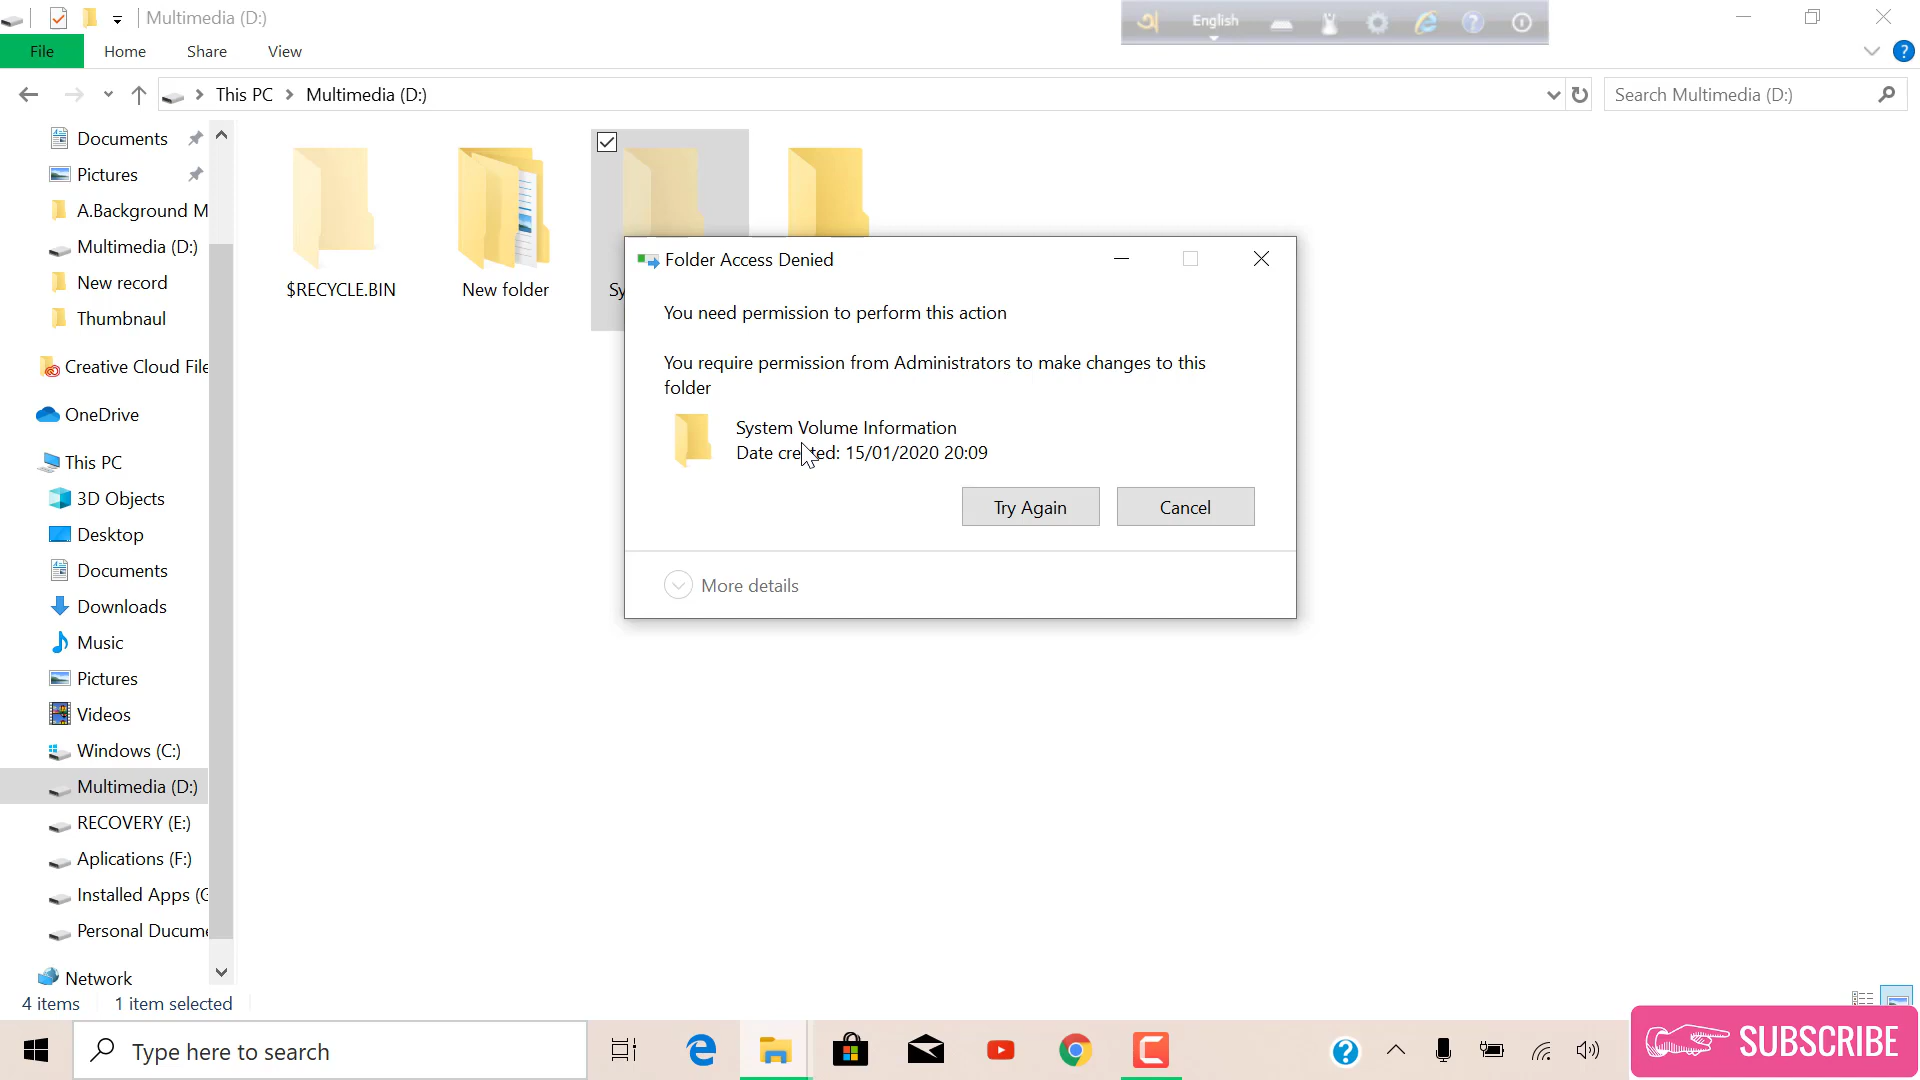 Multimedia (D:)
English
File
Home
Share
View
This PC
Multimedia (D:)
Search Multimedia (D:)
Documents
Pictures
A.Background M
Multimedia (D:)
New record
Thumbnaul
Creative Cloud File
OneDrive
This PC
3D Objects
Desktop
Documents
Downloads
Music
Pictures
Videos
Windows (C:)
Multimedia (D:)
RECOVERY (E:)
Aplications (F:)
Installed Apps (G
Personal Ducume
Network
$RECYCLE.BIN
New folder
Sy
Folder Access Denied
You need permission to perform this action
You require permission from Administrators to make changes to this
folder
System Volume Information
Date created: 15/01/2020 20:09
Try Again
Cancel
More details
4 items
1 item selected
Type here to search
SUBSCRIBE